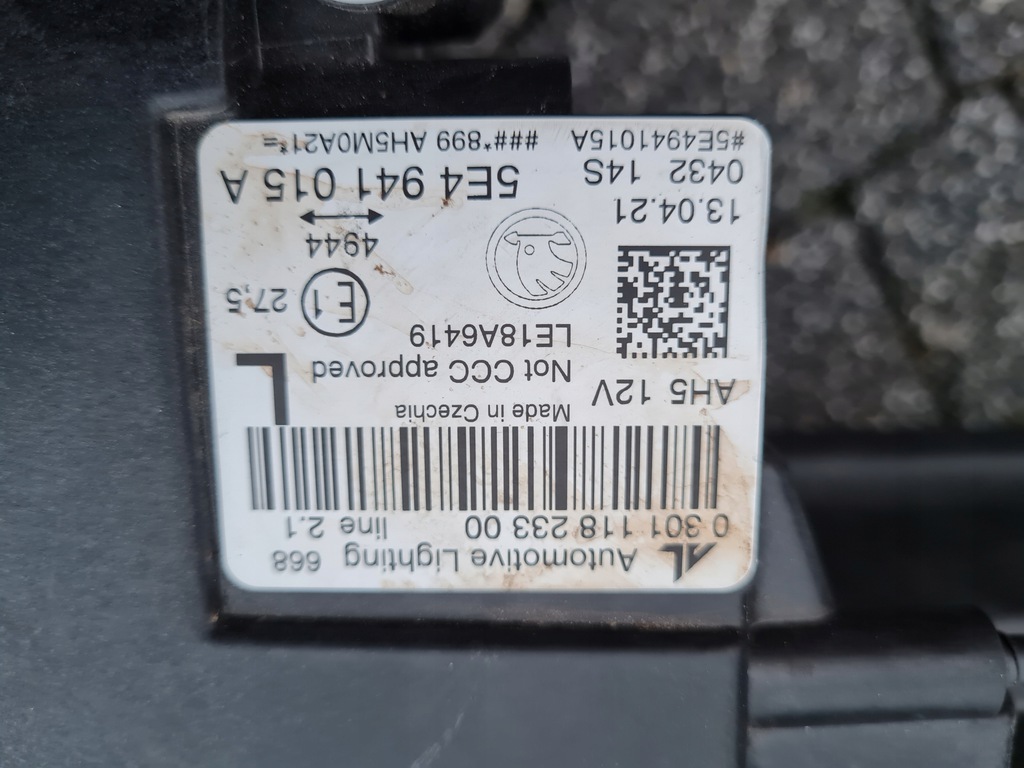 AL Automotive Lighting 668
0 301 118 233 00 line 2.1
Made in Czechia
AH5 12V Not CCC approved L
LE18A6419
E1 27,5
4944
13.04.21
0432 14S 5E4 941 015 A
#5E4941015A ###*899 AH5M0A21*=